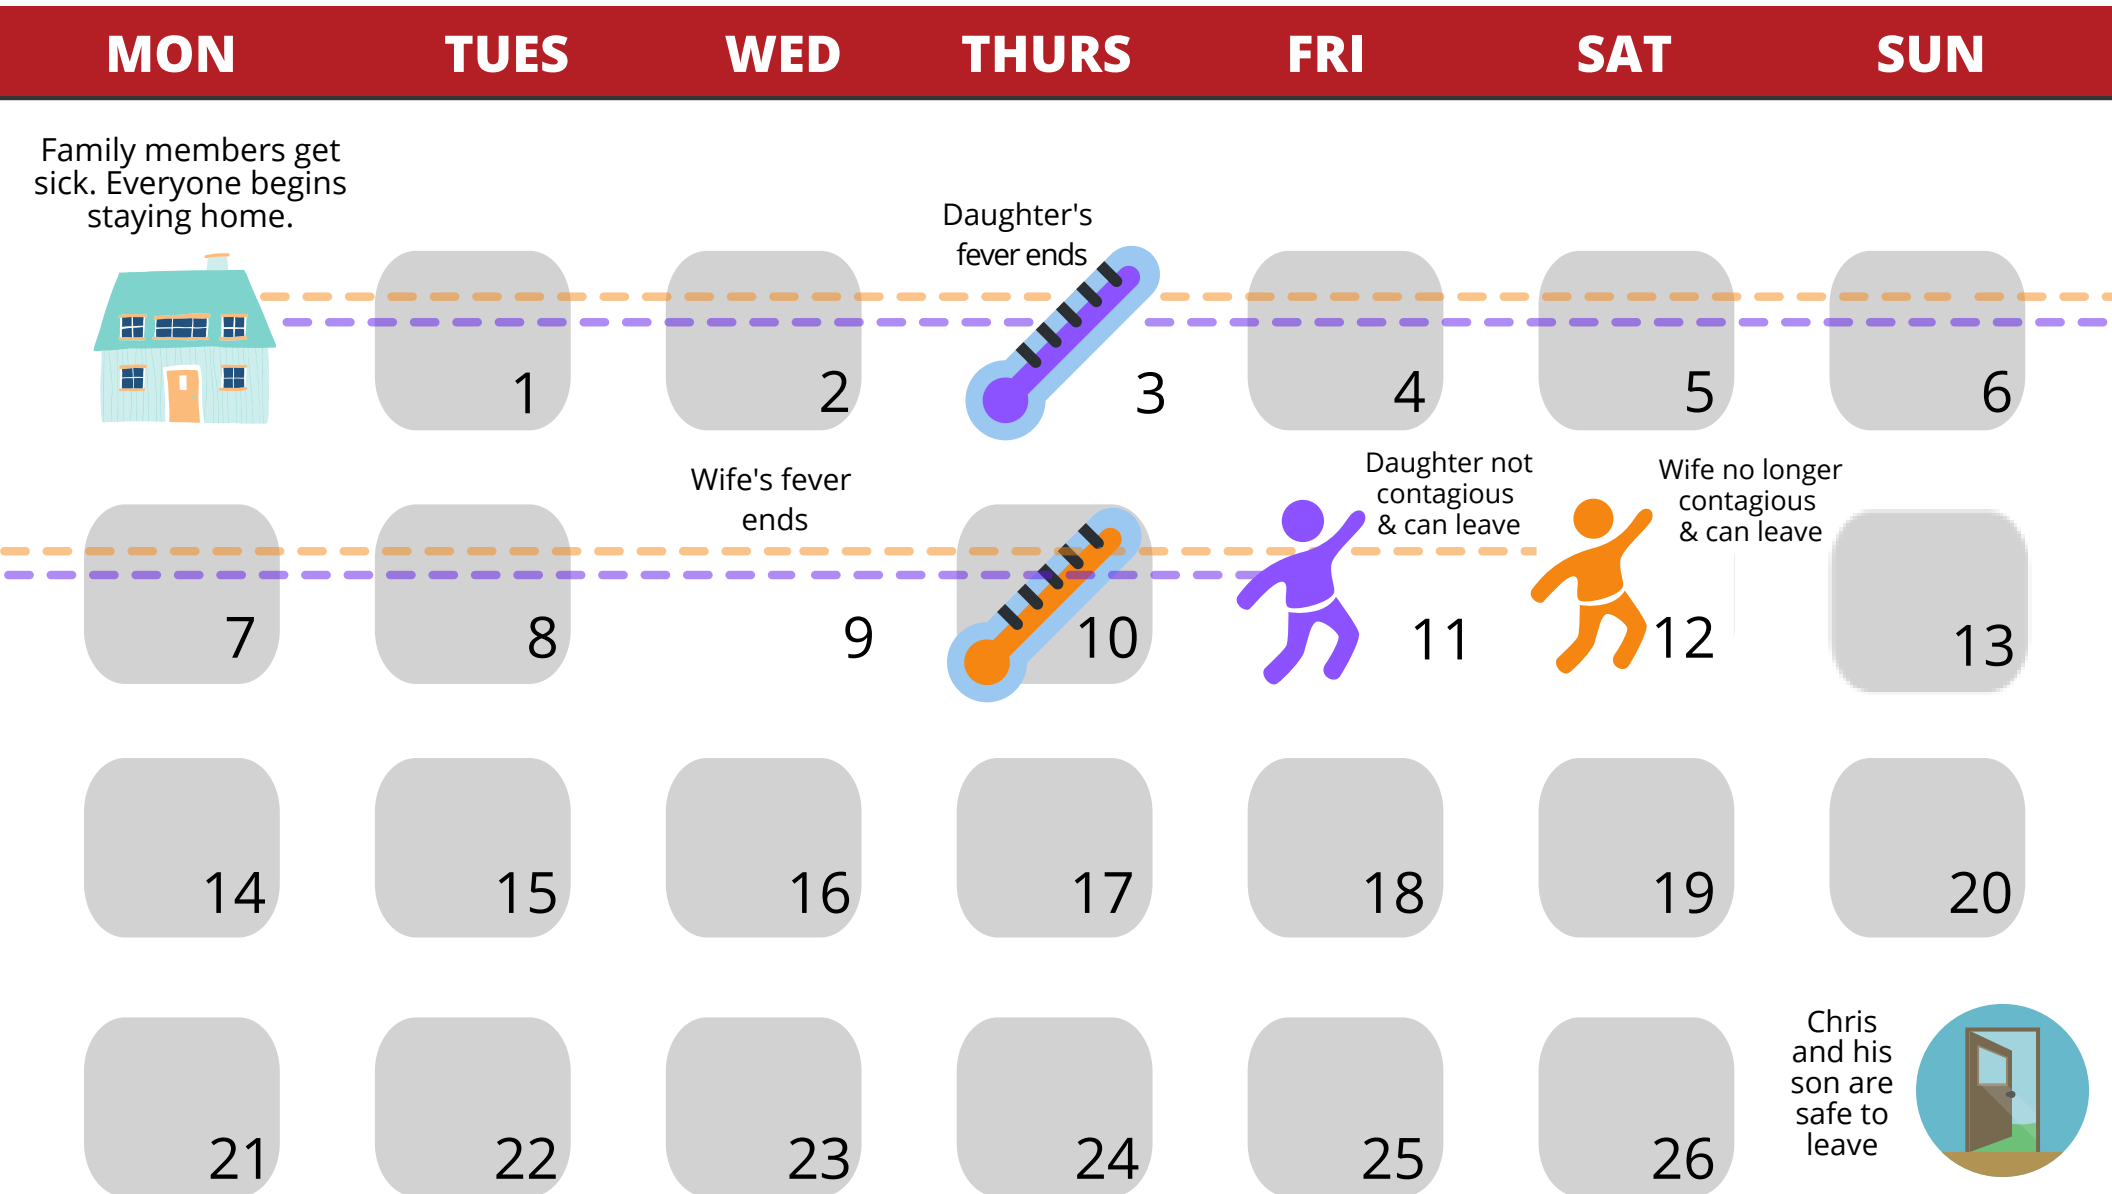 MON TUES WED THURS FRI SAT SUN
Family members get
sick. Everyone begins
staying home.
Daughter's
fever ends
1 2 3 4 5 6
Wife's fever
ends
Daughter not
contagious
& can leave
Wife no longer
contagious
& can leave
7 8 9 10 11 12 13
14 15 16 17 18 19 20
21 22 23 24 25 26
Chris
and his
son are
safe to
leave